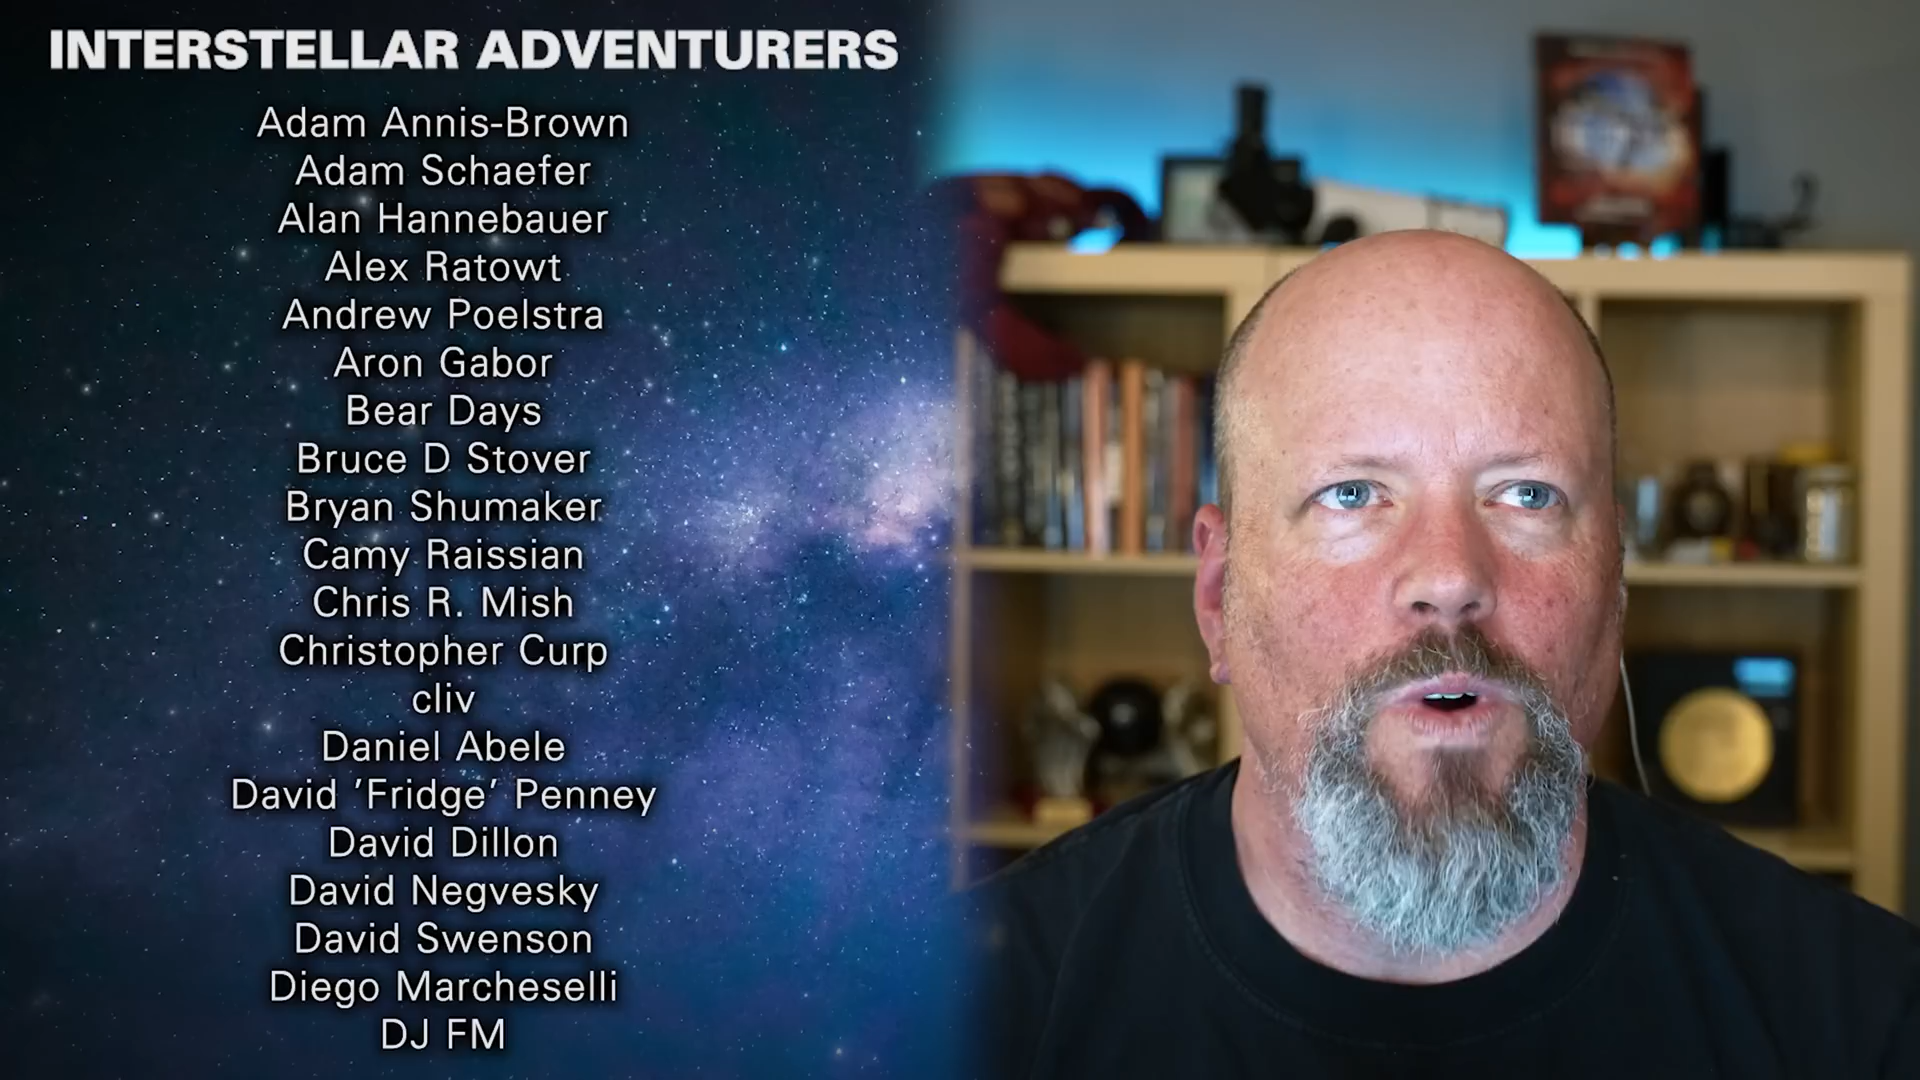 INTERSTELLAR ADVENTURERS
Adam Annis-Brown
Adam Schaefer
Alan Hannebauer
Alex Ratowt
Andrew Poelstra
Aron Gabor
Bear Days
Bruce D Stover
Bryan Shumaker
Camy Raissian
Chris R. Mish
Christopher Curp
cliv
Daniel Abele
David 'Fridge' Penney
David Dillon
David Negvesky
David Swenson
Diego Marcheselli
DJ FM